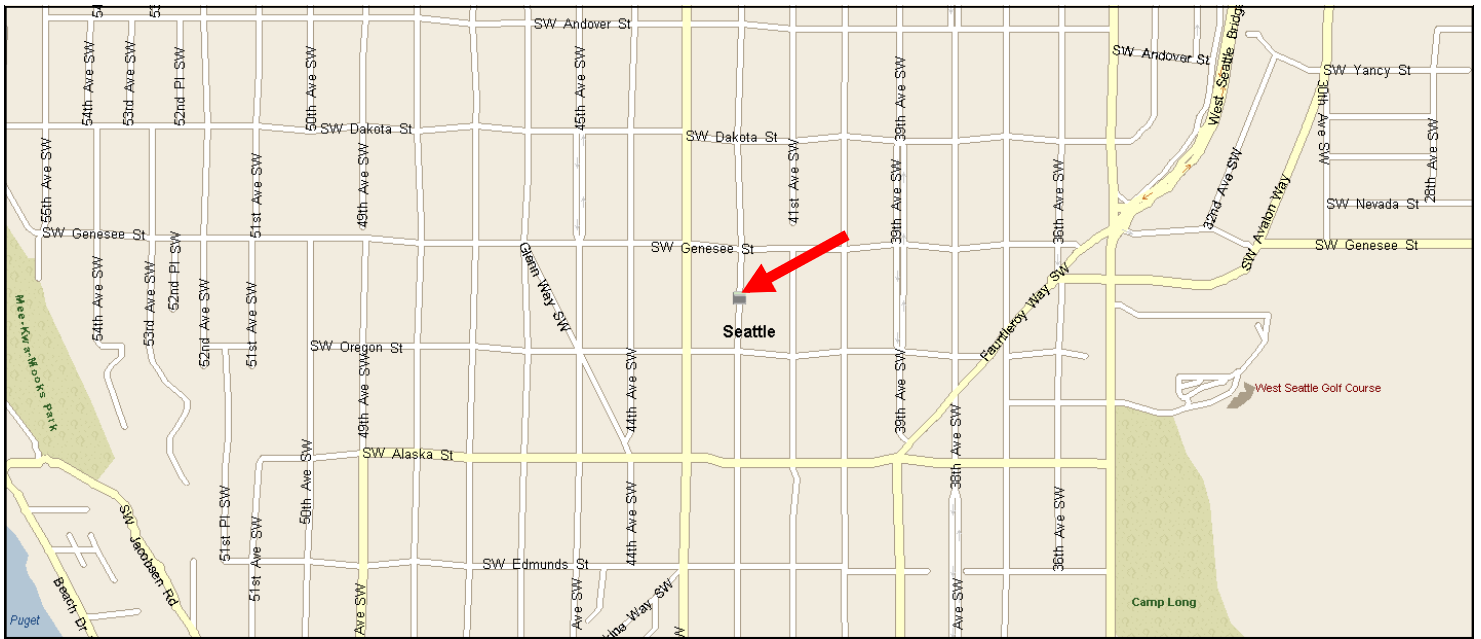 54
53
SW Andover St
West Seattle Bridge
SW Andover St
SW Yancy St
54th Ave SW
53rd Ave SW
52nd Pl SW
50th Ave SW
45th Ave SW
39th Ave SW
30th Ave SW
SW Dakota St
SW Dakota St
55th Ave SW
51st Ave SW
49th Ave SW
41st Ave SW
39th Ave SW
36th Ave SW
32nd Ave SW
28th Ave SW
SW Avalon Way
SW Nevada St
SW Genesee St
SW Genesee St
SW Genesee St
54th Ave SW
53rd Ave SW
52nd Pl SW
52nd Ave SW
51st Ave SW
Glenn Way SW
Fauntleroy Way SW
Mee-Kwa-Mooks Park
Seattle
SW Oregon St
49th Ave SW
44th Ave SW
39th Ave SW
West Seattle Golf Course
SW Alaska St
38th Ave SW
50th Ave SW
51st Pl SW
51st Ave SW
44th Ave SW
36th Ave SW
SW Jacobsen Rd
SW Edmunds St
Beach Dr
Ave SW
Ave SW
Way SW
W
Ave SW
Camp Long
Puget